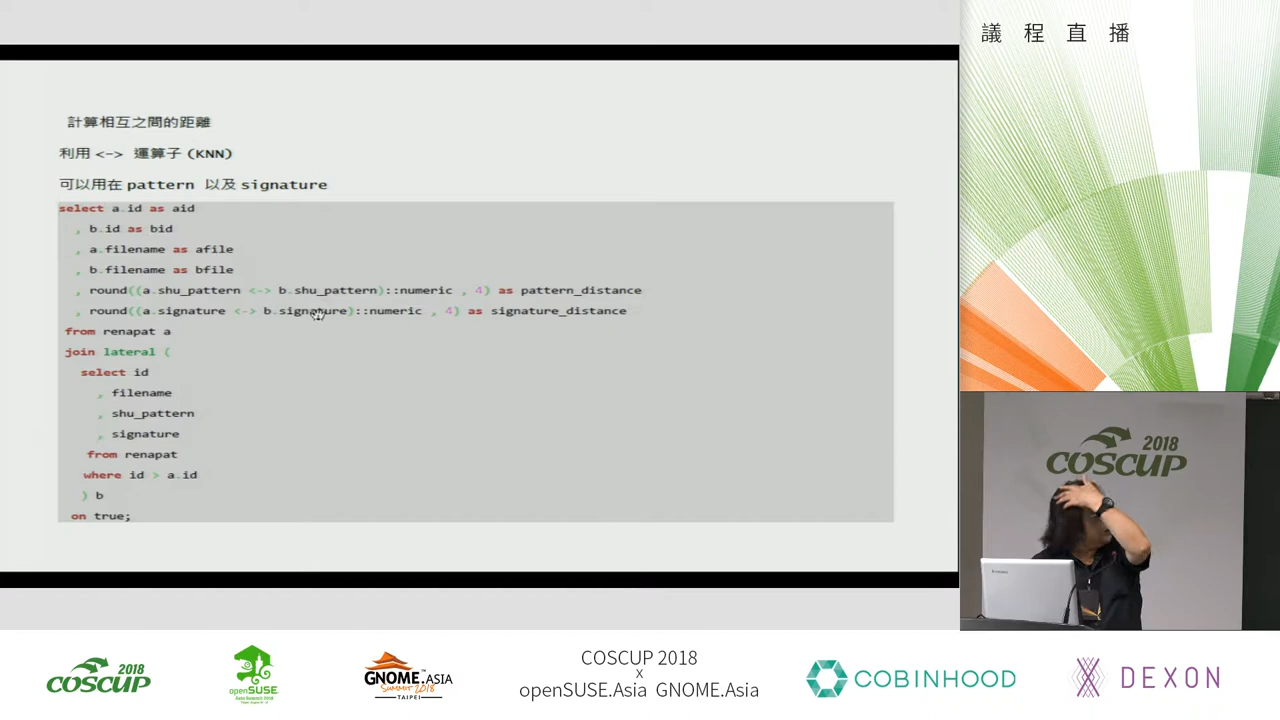 計算相互之間的距離
利用 <-> 運算子 (KNN)
可以用在 pattern 以及 signature
select a.id as aid
, b.id as bid
, a.filename as afile
, b.filename as bfile
, round((a.shu_pattern <-> b.shu_pattern)::numeric , 4) as pattern_distance
, round((a.signature <-> b.signature)::numeric , 4) as signature_distance
from renapat a
join lateral (
select id
, filename
, shu_pattern
, signature
from renapat
where id > a.id
) b
on true;
議程直播
2018
COSCUP
2018
COSCUP
openSUSE
GNOME.ASIA
SUMMIT 2018
TAIPEI
COSCUP 2018
x
openSUSE.Asia GNOME.Asia
COBINHOOD
DEXON